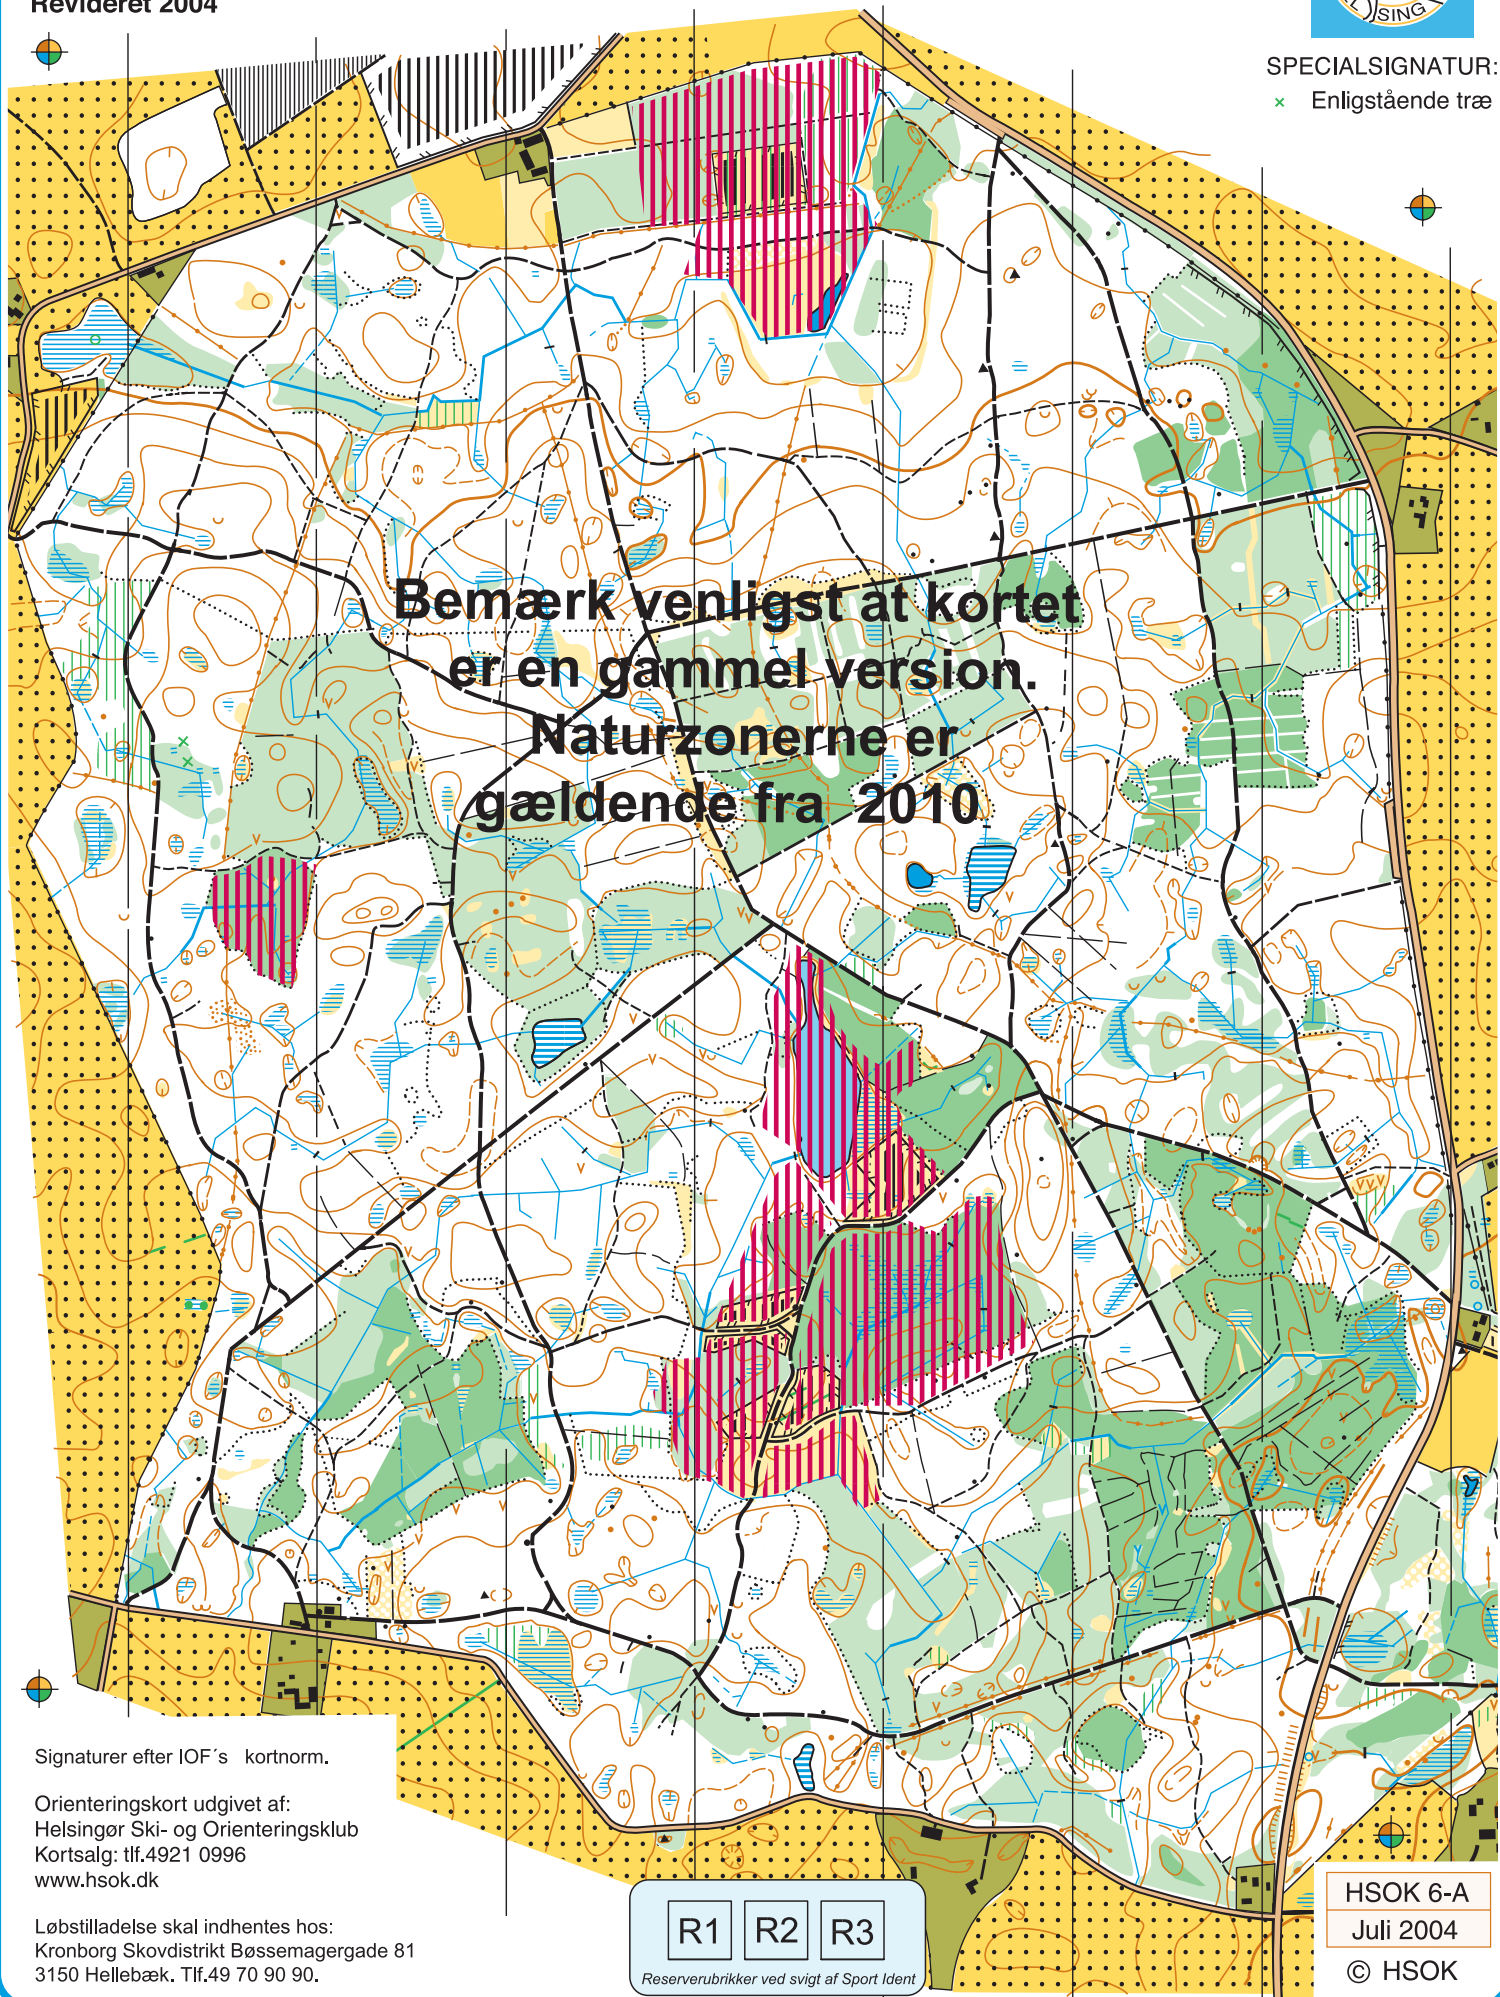 Revideret 2004
SING
SPECIALSIGNATUR:
× Enligstående træ
Bemærk venligst at kortet
er en gammel version.
Naturzonerne er
gældende fra 2010
Signaturer efter IOF´s kortnorm.
Orienteringskort udgivet af:
Helsingør Ski- og Orienteringsklub
Kortsalg: tlf.4921 0996
www.hsok.dk
Løbstilladelse skal indhentes hos:
Kronborg Skovdistrikt Bøssemagergade 81
3150 Hellebæk. Tlf.49 70 90 90.
R1 R2 R3
Reserverubrikker ved svigt af Sport Ident
HSOK 6-A
Juli 2004
© HSOK